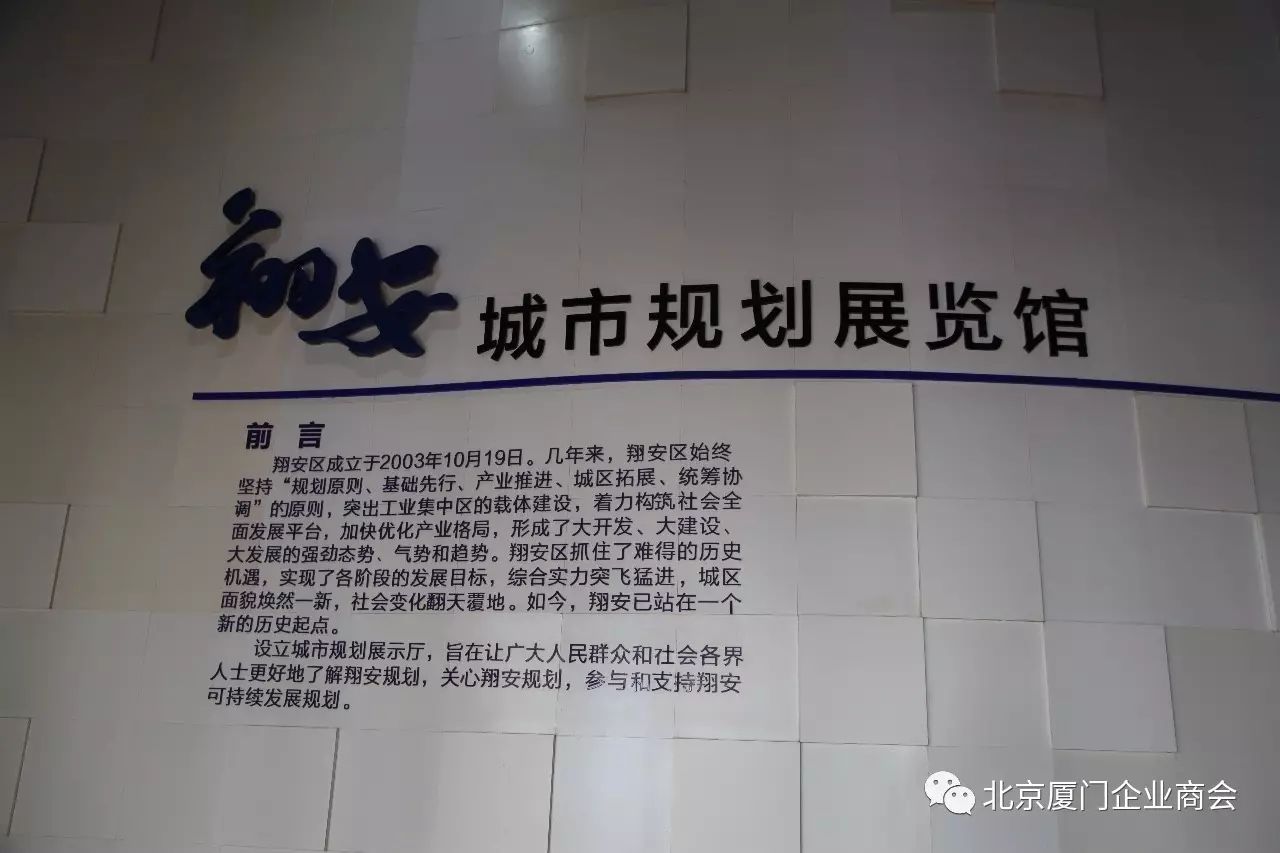 翔安城市规划展览馆
前言
翔安区成立于2003年10月19日。几年来，翔安区始终
坚持“规划原则、基础先行、产业推进、城区拓展、统筹协
调”的原则，突出工业集中区的载体建设，着力构筑社会全
面发展平台，加快优化产业格局，形成了大开发、大建设、
大发展的强劲态势、气势和趋势。翔安区抓住了难得的历史
机遇，实现了各阶段的发展目标，综合实力突飞猛进，城区
面貌焕然一新，社会变化翻天覆地。如今，翔安已站在一个
新的历史起点。
设立城市规划展示厅，旨在让广大人民群众和社会各界
人士更好地了解翔安规划，关心翔安规划，参与和支持翔安
可持续发展规划。
北京厦门企业商会